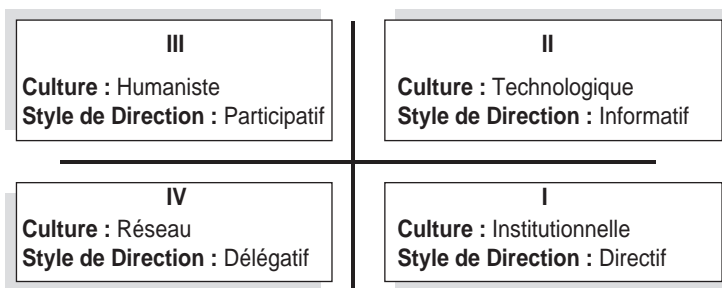 III
Culture : Humaniste
Style de Direction : Participatif
II
Culture : Technologique
Style de Direction : Informatif
IV
Culture : Réseau
Style de Direction : Délégatif
I
Culture : Institutionnelle
Style de Direction : Directif